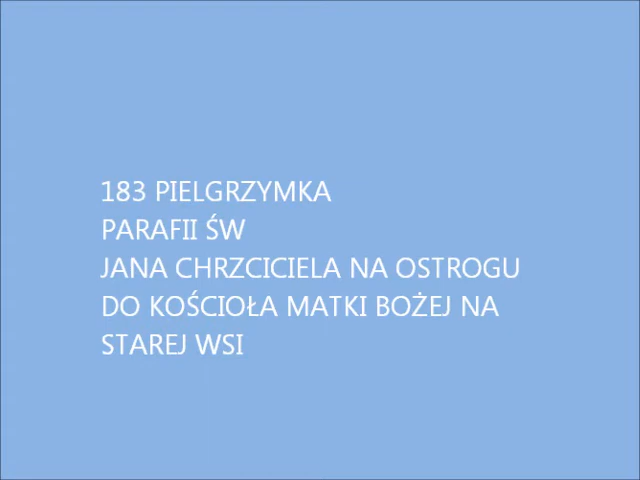 183 PIELGRZYMKA
PARAFII ŚW
JANA CHRZCICIELA NA OSTROGU
DO KOŚCIOŁA MATKI BOŻEJ NA
STAREJ WSI